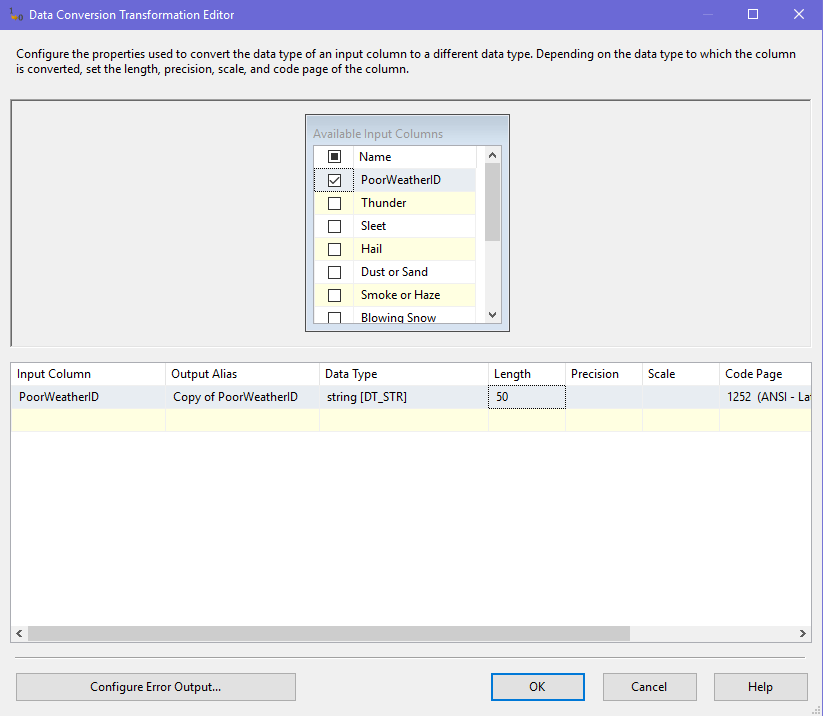 Data Conversion Transformation Editor
Configure the properties used to convert the data type of an input column to a different data type. Depending on the data type to which the column
is converted, set the length, precision, scale, and code page of the column.
Available Input Columns
Name
PoorWeatherID
Thunder
Sleet
Hail
Dust or Sand
Smoke or Haze
Blowing Snow
Input Column Output Alias Data Type Length Precision Scale Code Page
PoorWeatherID Copy of PoorWeatherID string [DT_STR] 50 1252 (ANSI - Lat
Configure Error Output... OK Cancel Help